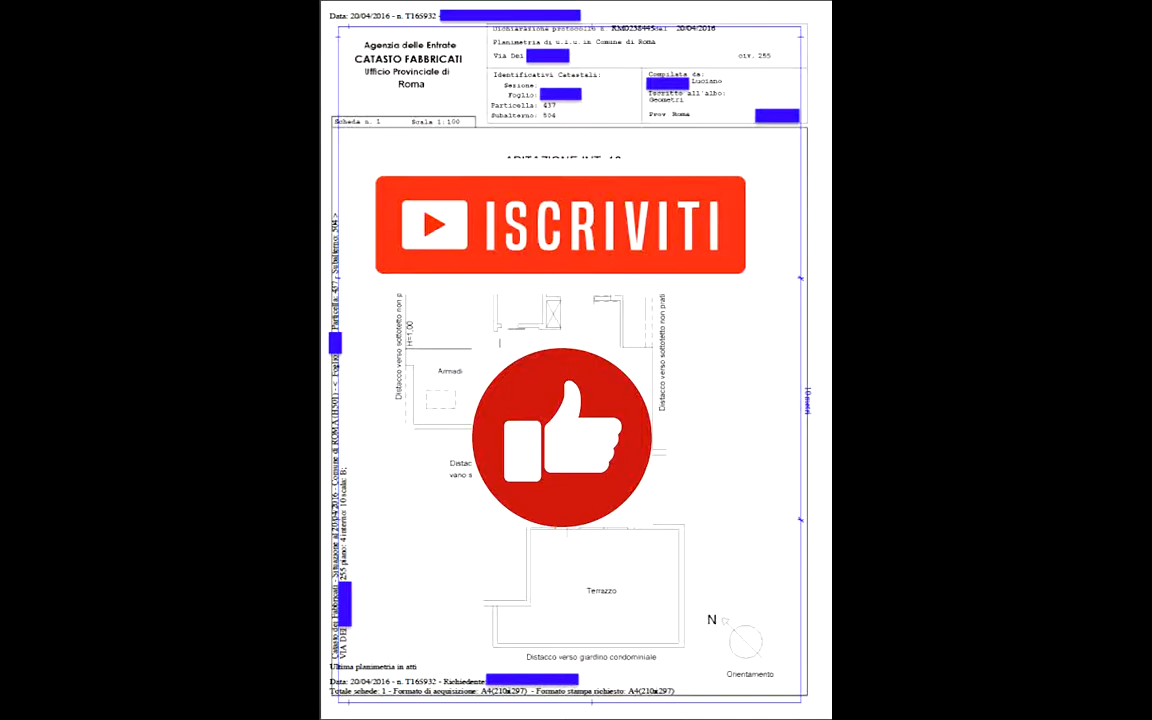 Data: 20/04/2016 - n. T165932 -
Dichiarazione protocollo n. RM0238445del 20/04/2016
Planimetria di u.i.u. in Comune di Roma
Via Dei civ. 255
Agenzia delle Entrate
CATASTO FABBRICATI
Ufficio Provinciale di
Roma
Identificativi Catastali:
Sezione:
Foglio:
Particella: 437
Subalterno: 504
Compilata da:
Luciano
Iscritto all'albo:
Geometri
Prov. Roma
Scheda n. 1 Scala 1:100
ABITAZIONE INT. 10
ISCRIVITI
Distacco verso sottotetto non p
H=1.00
Distacco verso sottotetto non prati
Armadi
Distac
vano s
Terrazzo
N
Distacco verso giardino condominiale
Orientamento
10 metri
Catasto dei Fabbricati - Situazione al 20/04/2016 - Comune di ROMA (H501) - < Foglio Particella: 437 - Subalterno: 504 >
VIA DEI 255 piano: 4 interno: 10 scala: B;
Ultima planimetria in atti
Data: 20/04/2016 - n. T165932 - Richiedente:
Totale schede: 1 - Formato di acquisizione: A4(210x297) - Formato stampa richiesto: A4(210x297)